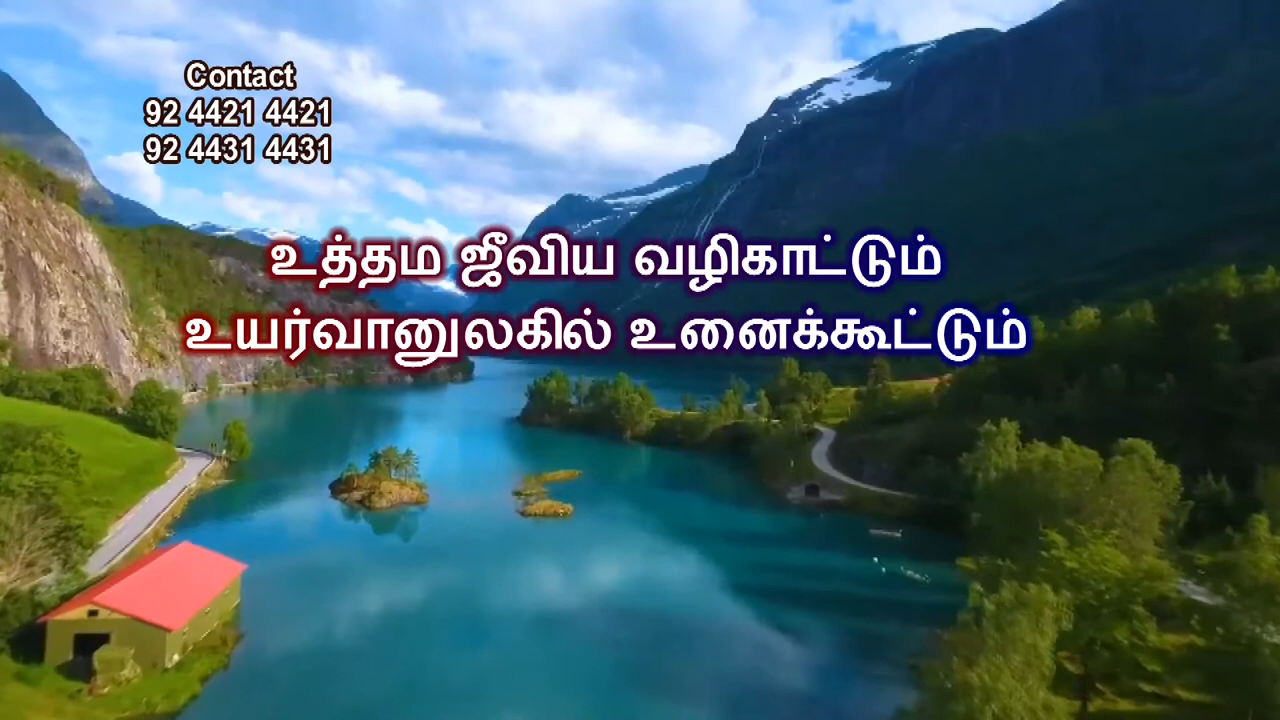 Contact
92 4421 4421
92 4431 4431
உத்தம ஜீவிய வழிகாட்டும்
உயர்வானுலகில் உனைக்கூட்டும்